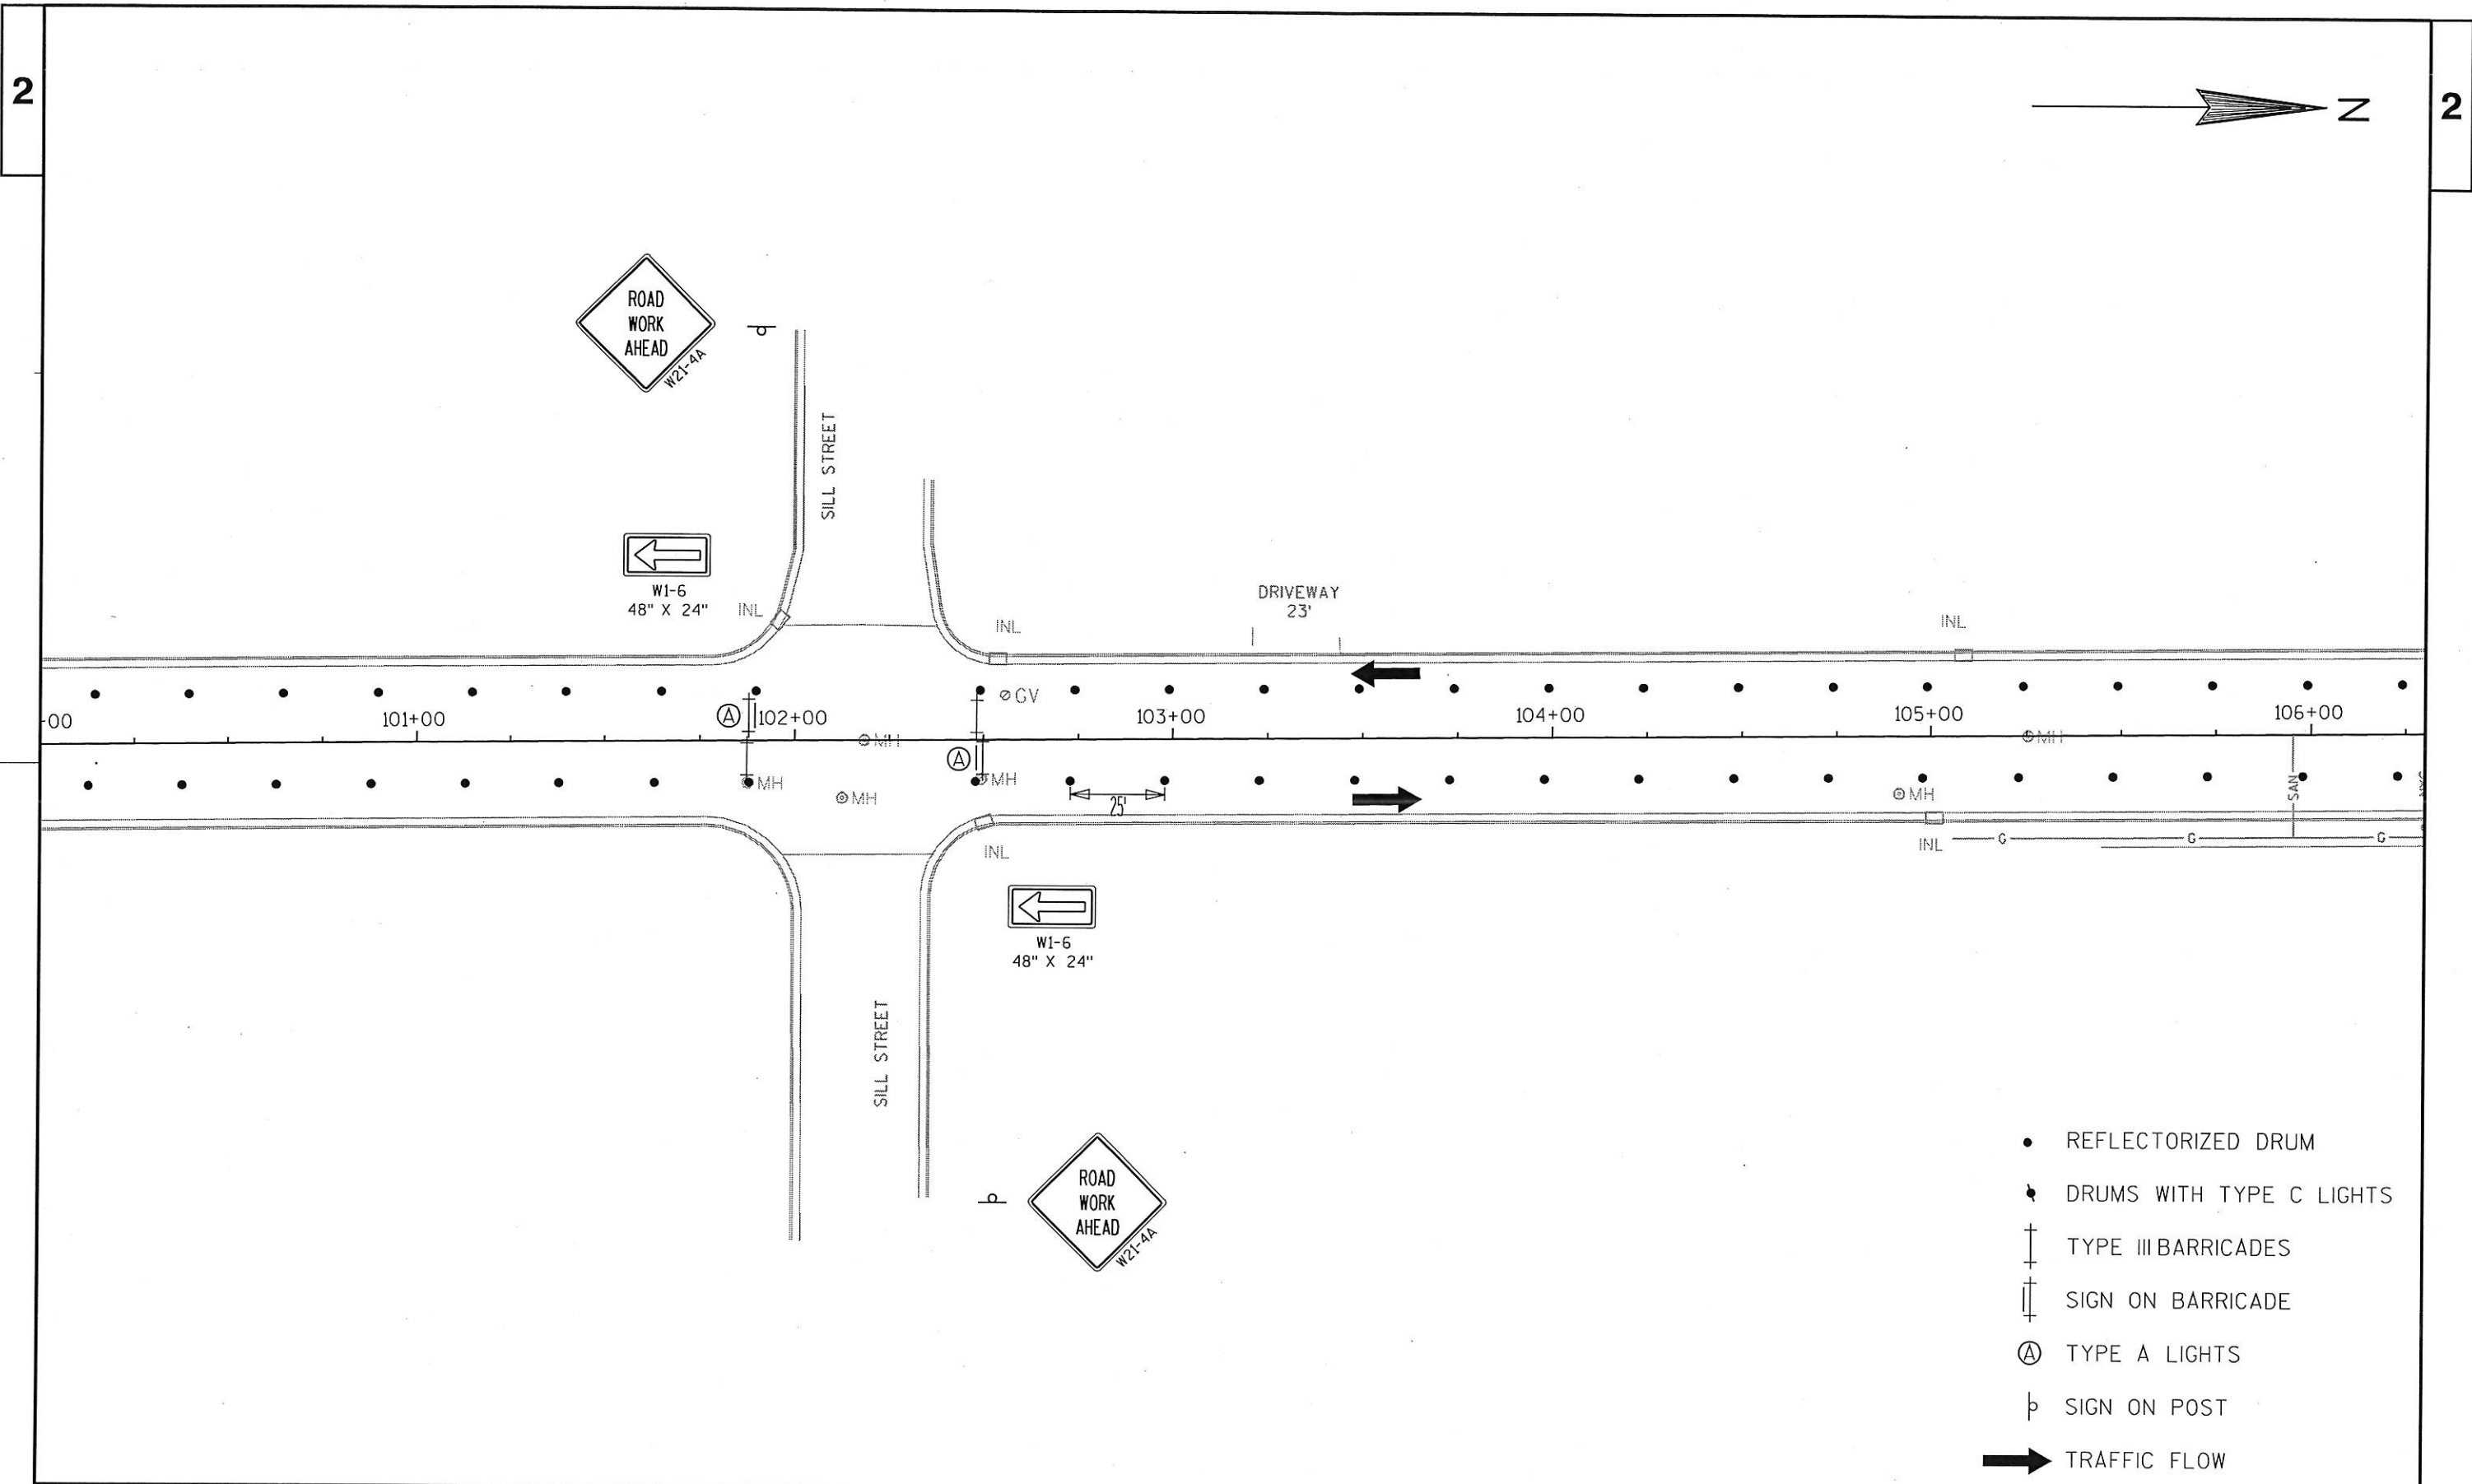 2
2
N
ROAD
WORK
AHEAD
W21-4A
SILL STREET
W1-6
48" X 24"
INL
INL
DRIVEWAY
23'
INL
GV
-00
101+00
A
102+00
103+00
104+00
105+00
106+00
MH
A
MH
MH
MH
MH
25'
MH
SAN
INL
INL
G
G
G
W1-6
48" X 24"
SILL STREET
ROAD
WORK
AHEAD
W21-4A
REFLECTORIZED DRUM
DRUMS WITH TYPE C LIGHTS
TYPE III BARRICADES
SIGN ON BARRICADE
A TYPE A LIGHTS
SIGN ON POST
TRAFFIC FLOW